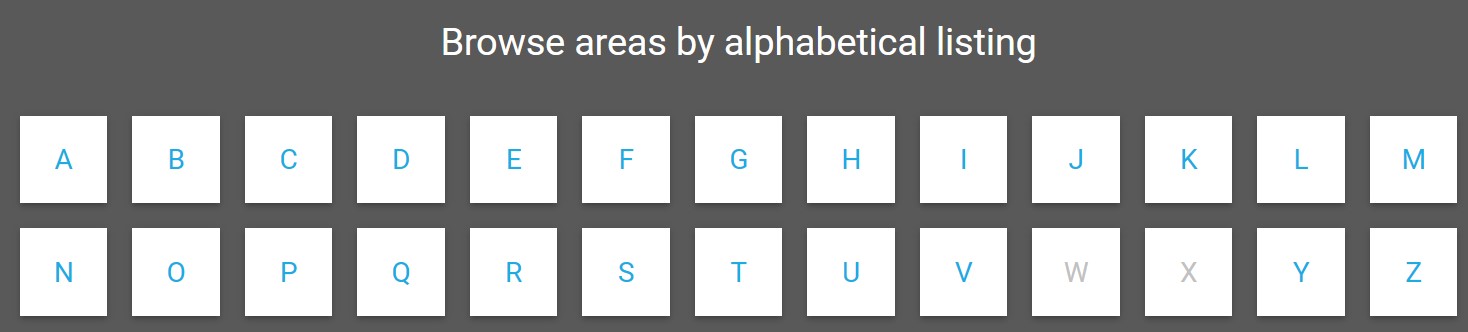 Browse areas by alphabetical listing
A B C D E F G H I J K L M
N O P Q R S T U V W X Y Z